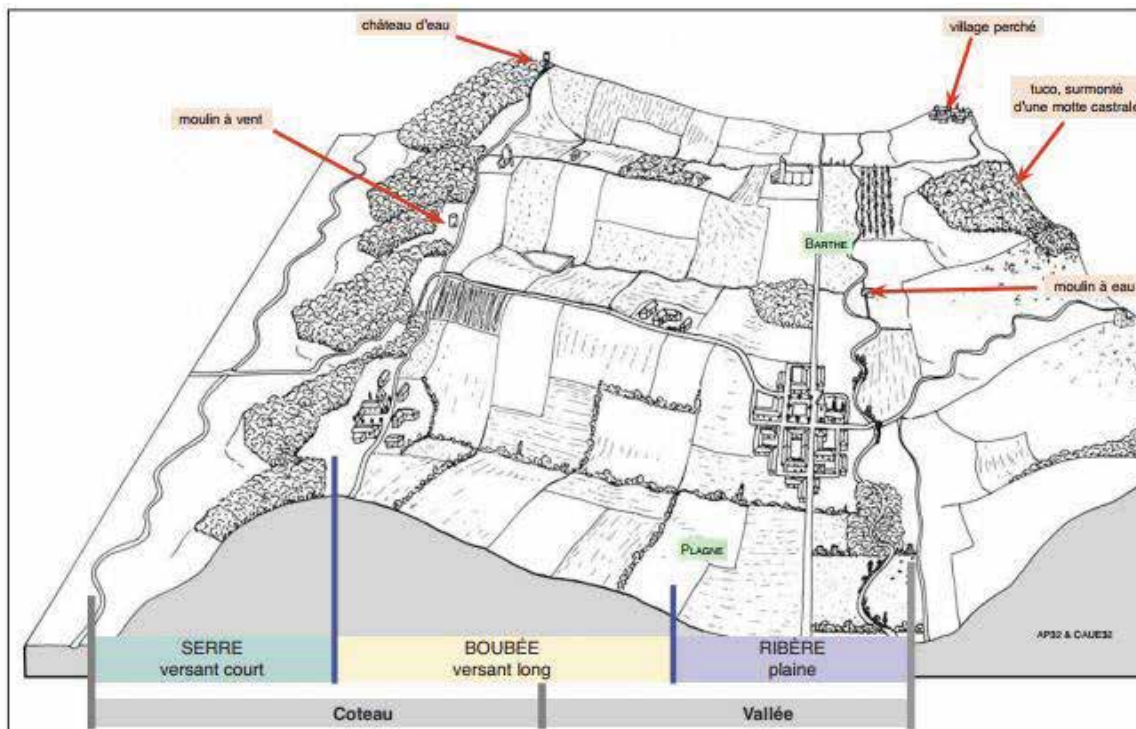 château d'eau
village perché
tuco, surmonté
d'une motte castrale
moulin à vent
BARTHE
moulin à eau
PLAGNE
AP32 & CAUE32
SERRE
versant court
BOUBÉE
versant long
RIBÈRE
plaine
Coteau
Vallée